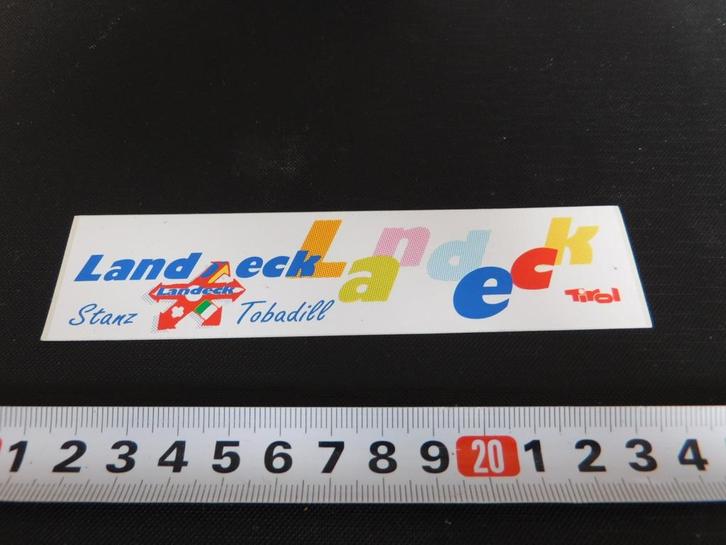 Land eck
Landeck
Landeck
Stanz
Tobadill
Tirol
1 2 3 4 5 6 7 8 9 20 1 2 3 4